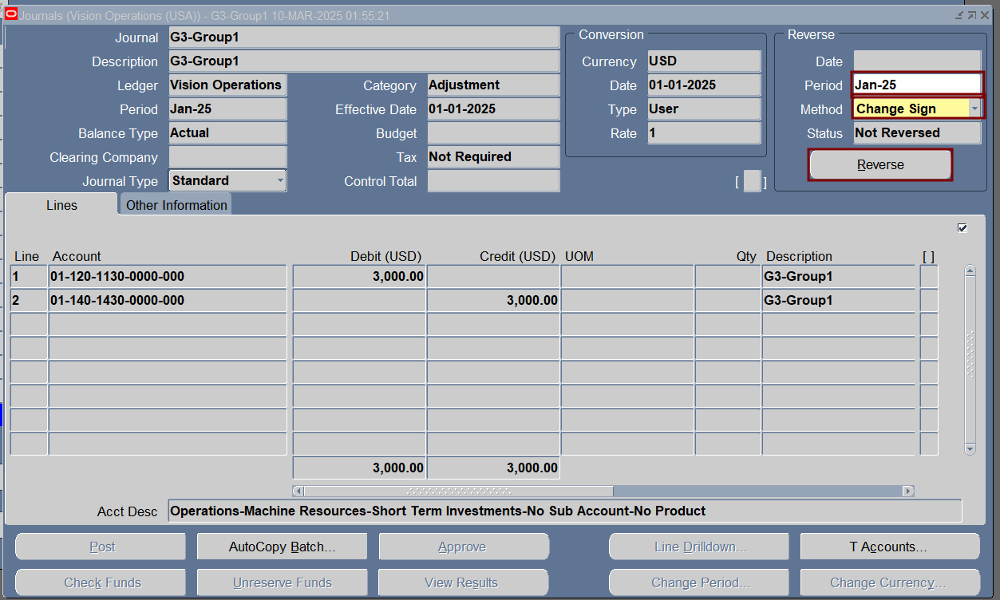 Journals (Vision Operations (USA)) - G3-Group1 10-MAR-2025 01:55:21
Journal G3-Group1
Description G3-Group1
Ledger Vision Operations Category Adjustment
Period Jan-25 Effective Date 01-01-2025
Balance Type Actual Budget
Clearing Company Tax Not Required
Journal Type Standard Control Total
Conversion
Currency USD
Date 01-01-2025
Type User
Rate 1
Reverse
Date
Period Jan-25
Method Change Sign
Status Not Reversed
Reverse
[ ]
Lines Other Information
Line Account Debit (USD) Credit (USD) UOM Qty Description [ ]
1 01-120-1130-0000-000 3,000.00 G3-Group1
2 01-140-1430-0000-000 3,000.00 G3-Group1
3,000.00 3,000.00
Acct Desc Operations-Machine Resources-Short Term Investments-No Sub Account-No Product
Post AutoCopy Batch... Approve Line Drilldown... T Accounts...
Check Funds Unreserve Funds View Results Change Period... Change Currency...